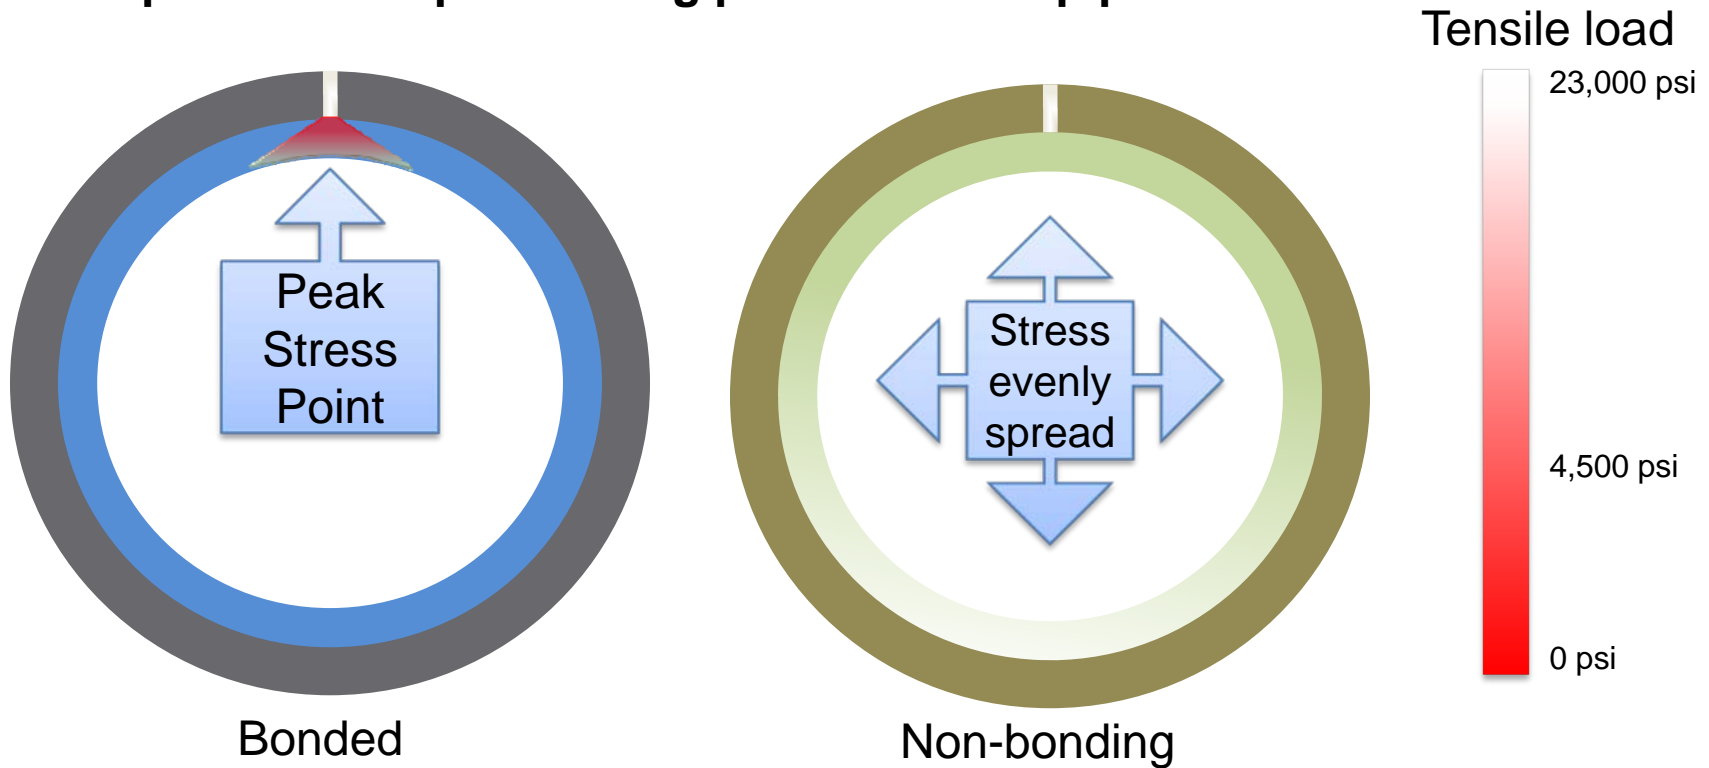 Tensile load
23,000 psi
4,500 psi
0 psi
Peak
Stress
Point
Stress
evenly
spread
Bonded
Non-bonding